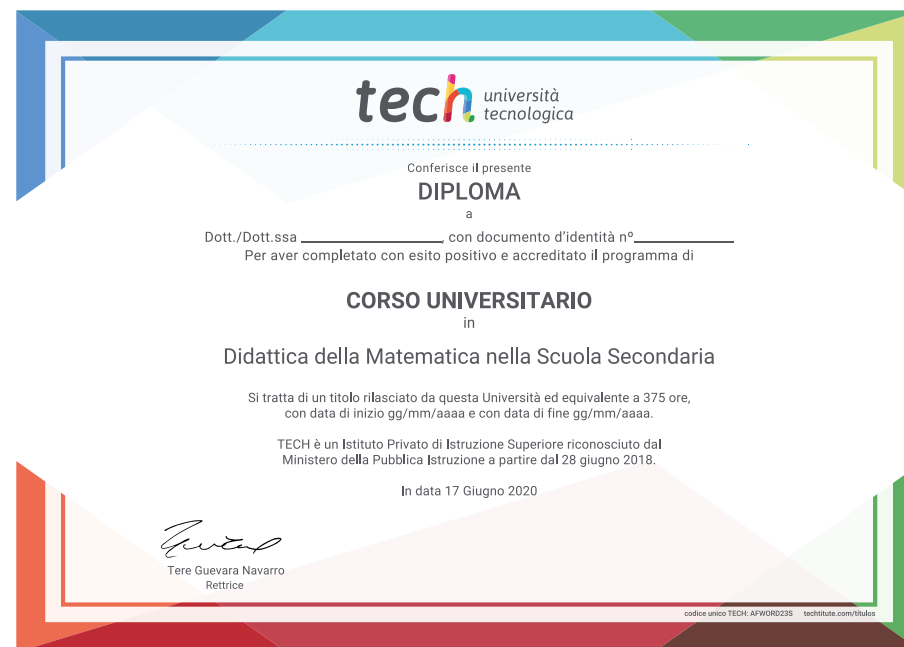 tech università
tecnologica
Conferisce il presente
DIPLOMA
a
Dott./Dott.ssa ____________________, con documento d'identità nº______________
Per aver completato con esito positivo e accreditato il programma di
CORSO UNIVERSITARIO
in
Didattica della Matematica nella Scuola Secondaria
Si tratta di un titolo rilasciato da questa Università ed equivalente a 375 ore,
con data di inizio gg/mm/aaaa e con data di fine gg/mm/aaaa.
TECH è un Istituto Privato di Istruzione Superiore riconosciuto dal
Ministero della Pubblica Istruzione a partire dal 28 giugno 2018.
In data 17 Giugno 2020
Tere Guevara Navarro
Rettrice
codice unico TECH: AFWORD23S techtitute.com/titulos